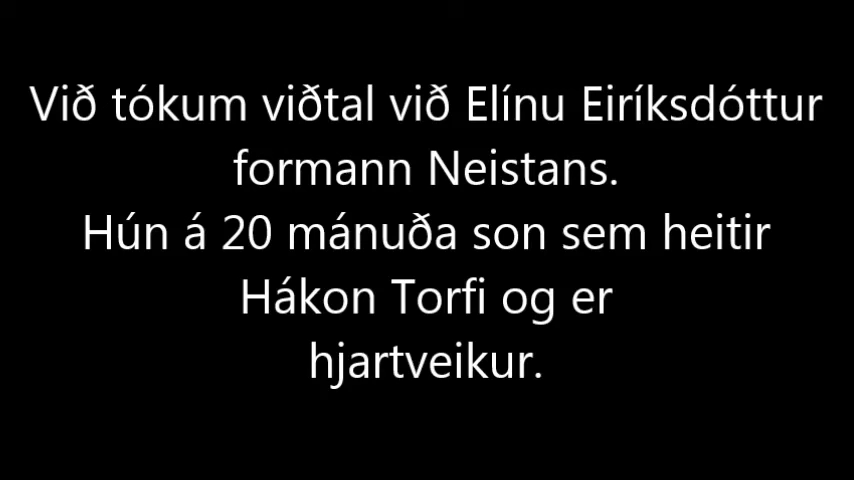 Við tókum viðtal við Elínu Eiríksdóttur
formann Neistans.
Hún á 20 mánuða son sem heitir
Hákon Torfi og er
hjartveikur.